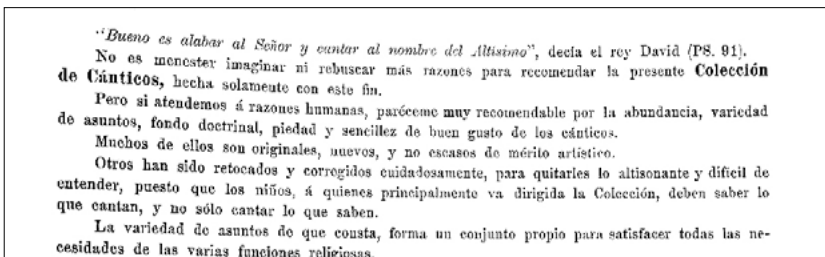 "Bueno es alabar al Señor y cantar al nombre del Altísimo", decía el rey David (PS. 91).
No es menester imaginar ni rebuscar más razones para recomendar la presente Colección
de Cánticos, hecha solamente con este fin.
Pero si atendemos á razones humanas, paréceme muy recomendable por la abundancia, variedad
de asuntos, fondo doctrinal, piedad y sencillez de buen gusto de los cánticos.
Muchos de ellos son originales, nuevos, y no escasos de mérito artístico.
Otros han sido retocados y corregidos cuidadosamente, para quitarles lo altisonante y difícil de
entender, puesto que los niños, á quienes principalmente va dirigida la Colección, deben saber lo
que cantan, y no sólo cantar lo que saben.
La variedad de asuntos de que consta, forma un conjunto propio para satisfacer todas las ne-
cesidades de las varias funciones religiosas.